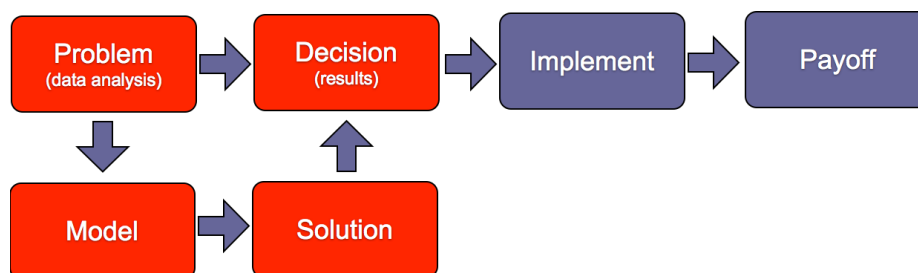 Problem
(data analysis)
Decision
(results)
Implement
Payoff
Model
Solution